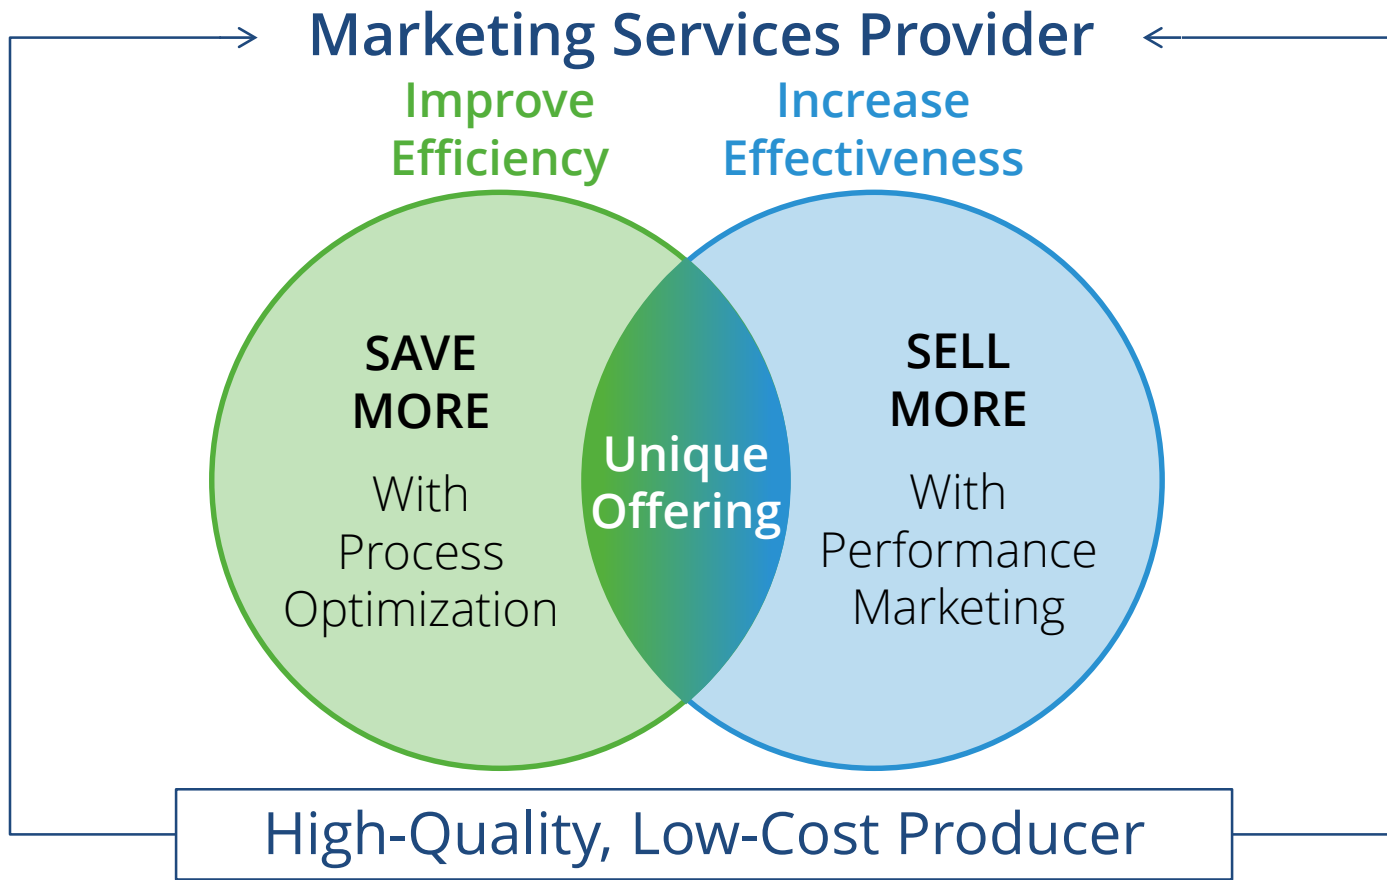 Marketing Services Provider
Improve
Efficiency
Increase
Effectiveness
SAVE
MORE
With
Process
Optimization
Unique
Offering
SELL
MORE
With
Performance
Marketing
High-Quality, Low-Cost Producer